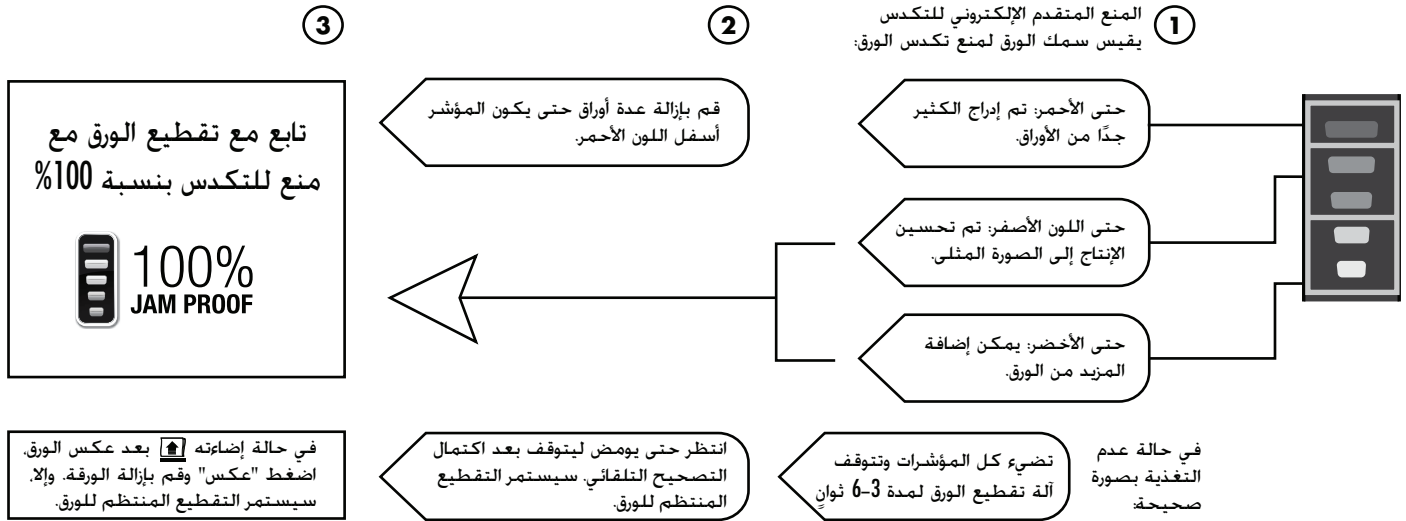 1
المنع المتقدم الإلكتروني للتكدس
يقيس سمك الورق لمنع تكدس الورق:
حتى الأحمر: تم إدراج الكثير
جدًا من الأوراق.
حتى اللون الأصفر: تم تحسين
الإنتاج إلى الصورة المثلى.
حتى الأخضر: يمكن إضافة
المزيد من الورق.
2
قم بإزالة عدة أوراق حتى يكون المؤشر
أسفل اللون الأحمر.
3
تابع مع تقطيع الورق مع
منع للتكدس بنسبة 100%
100%
JAM PROOF
في حالة عدم
التغذية بصورة
صحيحة:
تضيء كل المؤشرات وتتوقف
آلة تقطيع الورق لمدة 3–6 ثوانٍ
انتظر حتى يومض ليتوقف بعد اكتمال
التصحيح التلقائي. سيستمر التقطيع
المنتظم للورق.
في حالة إضاءته بعد عكس الورق,
اضغط "عكس" وقم بإزالة الورقة. وإلا,
سيستمر التقطيع المنتظم للورق.